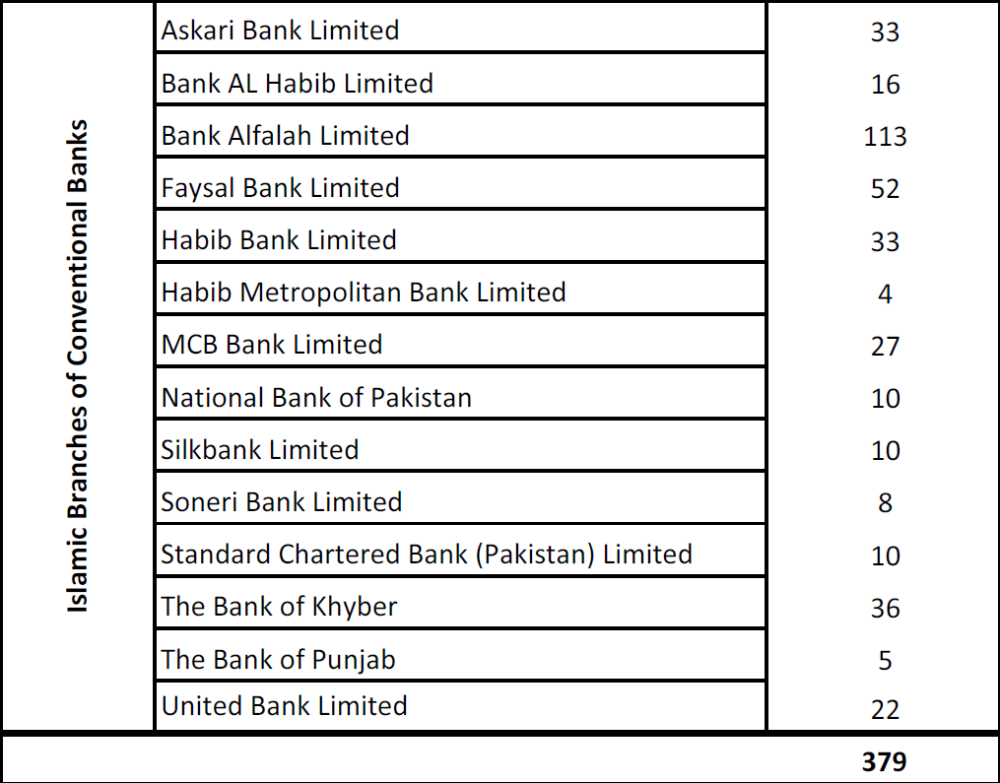 Islamic Branches of Conventional Banks
Askari Bank Limited 33
Bank AL Habib Limited 16
Bank Alfalah Limited 113
Faysal Bank Limited 52
Habib Bank Limited 33
Habib Metropolitan Bank Limited 4
MCB Bank Limited 27
National Bank of Pakistan 10
Silkbank Limited 10
Soneri Bank Limited 8
Standard Chartered Bank (Pakistan) Limited 10
The Bank of Khyber 36
The Bank of Punjab 5
United Bank Limited 22
379